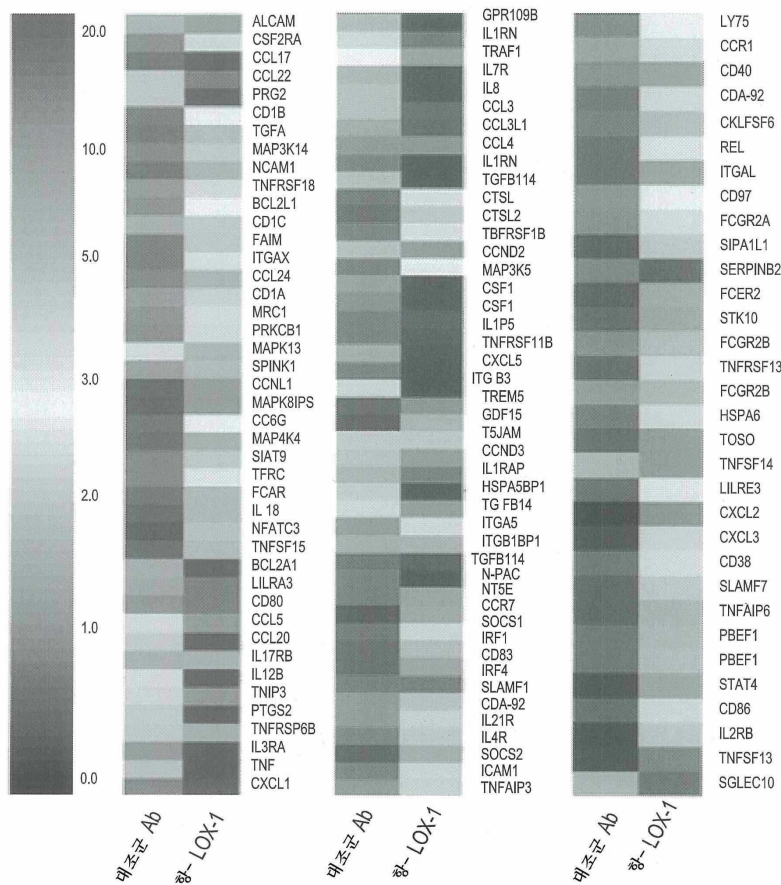 20.0
10.0
5.0
3.0
2.0
1.0
0.0
ALCAM
CSF2RA
CCL17
CCL22
PRG2
CD1B
TGFA
MAP3K14
NCAM1
TNFRSF18
BCL2L1
CD1C
FAIM
ITGAX
CCL24
CD1A
MRC1
PRKCB1
MAPK13
SPINK1
CCNL1
MAPK8IPS
CC6G
MAP4K4
SIAT9
TFRC
FCAR
IL 18
NFATC3
TNFSF15
BCL2A1
LILRA3
CD80
CCL5
CCL20
IL17RB
IL12B
TNIP3
PTGS2
TNFRSP6B
IL3RA
TNF
CXCL1
대조군 Ab
항- LOX-1
GPR109B
IL1RN
TRAF1
IL7R
IL8
CCL3
CCL3L1
CCL4
IL1RN
TGFB114
CTSL
CTSL2
TBFRSF1B
CCND2
MAP3K5
CSF1
CSF1
IL1P5
TNFRSF11B
CXCL5
ITG B3
TREM5
GDF15
T5JAM
CCND3
IL1RAP
HSPA5BP1
TG FB14
ITGA5
ITGB1BP1
TGFB114
N-PAC
NT5E
CCR7
SOCS1
IRF1
CD83
IRF4
SLAMF1
CDA-92
IL21R
IL4R
SOCS2
ICAM1
TNFAIP3
대조군 Ab
항- LOX-1
LY75
CCR1
CD40
CDA-92
CKLFSF6
REL
ITGAL
CD97
FCGR2A
SIPA1L1
SERPINB2
FCER2
STK10
FCGR2B
TNFRSF13
FCGR2B
HSPA6
TOSO
TNFSF14
LILRE3
CXCL2
CXCL3
CD38
SLAMF7
TNFAIP6
PBEF1
PBEF1
STAT4
CD86
IL2RB
TNFSF13
SGLEC10
대조군 Ab
항- LOX-1